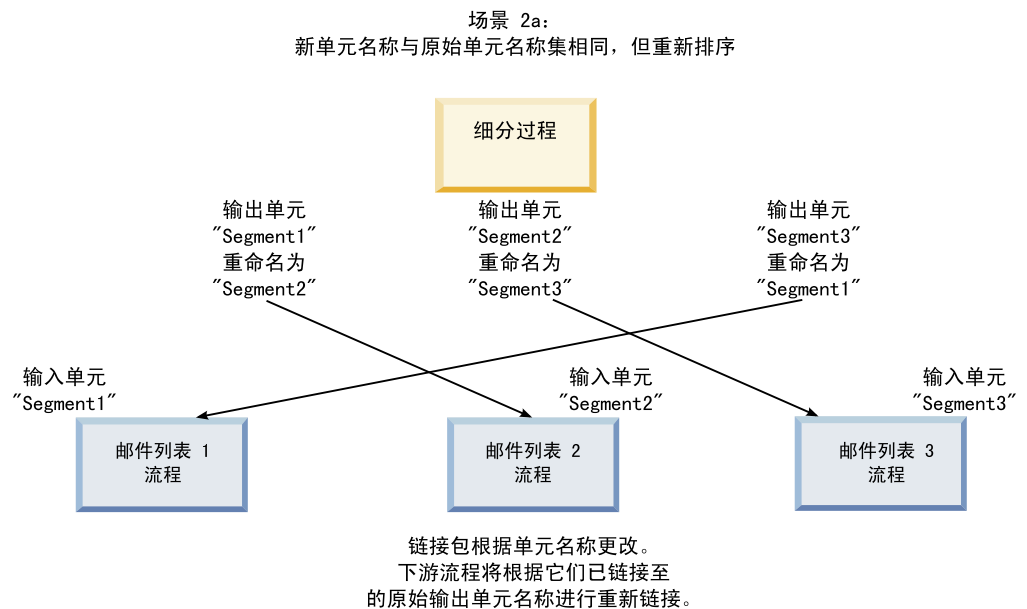 场景 2a：
新单元名称与原始单元名称集相同，但重新排序
细分过程
输出单元
"Segment1"
重命名为
"Segment2"
输出单元
"Segment2"
重命名为
"Segment3"
输出单元
"Segment3"
重命名为
"Segment1"
输入单元
"Segment1"
邮件列表 1
流程
输入单元
"Segment2"
邮件列表 2
流程
输入单元
"Segment3"
邮件列表 3
流程
链接包根据单元名称更改。
下游流程将根据它们已链接至
的原始输出单元名称进行重新链接。